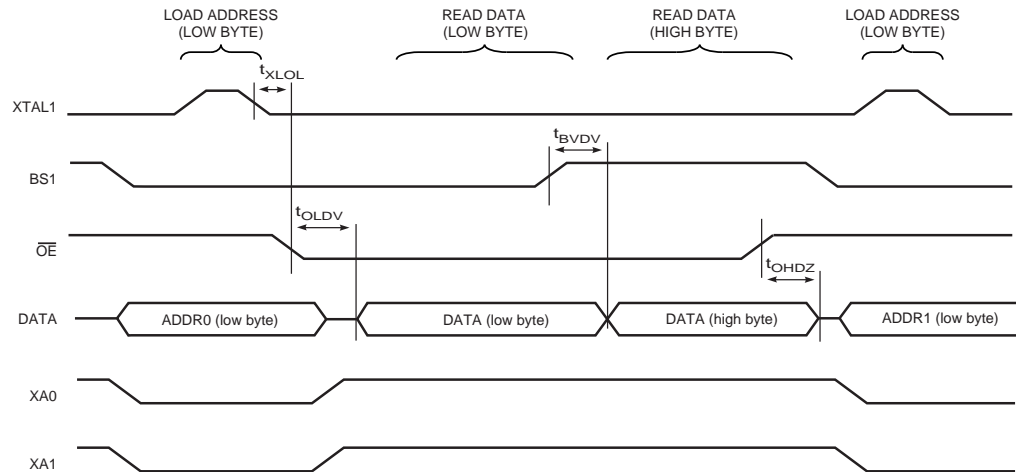 LOAD ADDRESS
(LOW BYTE)
READ DATA
(LOW BYTE)
READ DATA
(HIGH BYTE)
LOAD ADDRESS
(LOW BYTE)
tXLOL
XTAL1
tBVDV
BS1
tOLDV
OE
tOHDZ
DATA
ADDR0 (low byte)
DATA (low byte)
DATA (high byte)
ADDR1 (low byte)
XA0
XA1